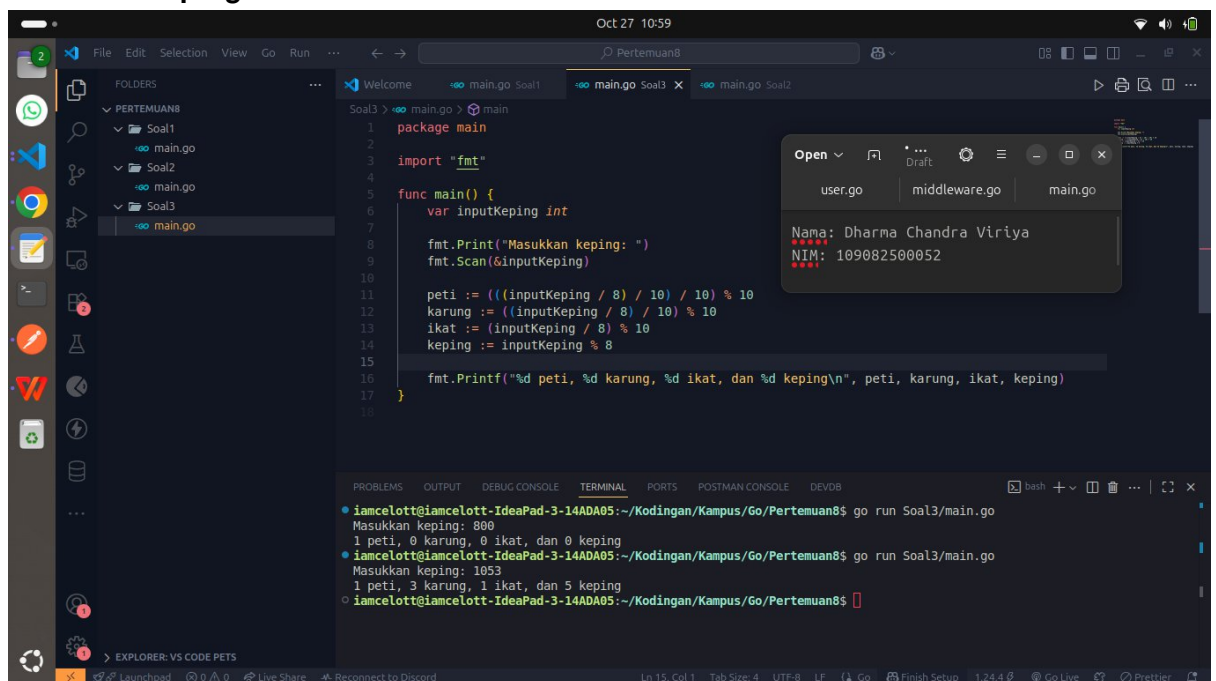 Oct 27 10:59
2
File Edit Selection View Go Run ...
Pertemuan8
FOLDERS
Welcome
main.go Soal1
main.go Soal3
main.go Soal2
PERTEMUAN8
Soal1
main.go
Soal2
main.go
Soal3
main.go
Soal3 > main.go > main
1 package main
2
3 import "fmt"
4
5 func main() {
6 var inputKeping int
7
8 fmt.Print("Masukkan keping: ")
9 fmt.Scan(&inputKeping)
10
11 peti := (((inputKeping / 8) / 10) / 10) % 10
12 karung := ((inputKeping / 8) / 10) % 10
13 ikat := (inputKeping / 8) % 10
14 keping := inputKeping % 8
15
16 fmt.Printf("%d peti, %d karung, %d ikat, dan %d keping\n", peti, karung, ikat, keping)
17 }
18
Open
Draft
user.go
middleware.go
main.go
Nama: Dharma Chandra Viriya
NIM: 109082500052
2
PROBLEMS OUTPUT DEBUG CONSOLE TERMINAL PORTS POSTMAN CONSOLE DEVDB
bash
iamcelott@iamcelott-IdeaPad-3-14ADA05:~/Kodingan/Kampus/Go/Pertemuan8$ go run Soal3/main.go
Masukkan keping: 800
1 peti, 0 karung, 0 ikat, dan 0 keping
iamcelott@iamcelott-IdeaPad-3-14ADA05:~/Kodingan/Kampus/Go/Pertemuan8$ go run Soal3/main.go
Masukkan keping: 1053
1 peti, 3 karung, 1 ikat, dan 5 keping
iamcelott@iamcelott-IdeaPad-3-14ADA05:~/Kodingan/Kampus/Go/Pertemuan8$
1
1
EXPLORER: VS CODE PETS
Launchpad 0 0 Live Share Reconnect to Discord
Ln 15, Col 1 Tab Size: 4 UTF-8 LF Go Finish Setup 1.24.4 Go Live Prettier